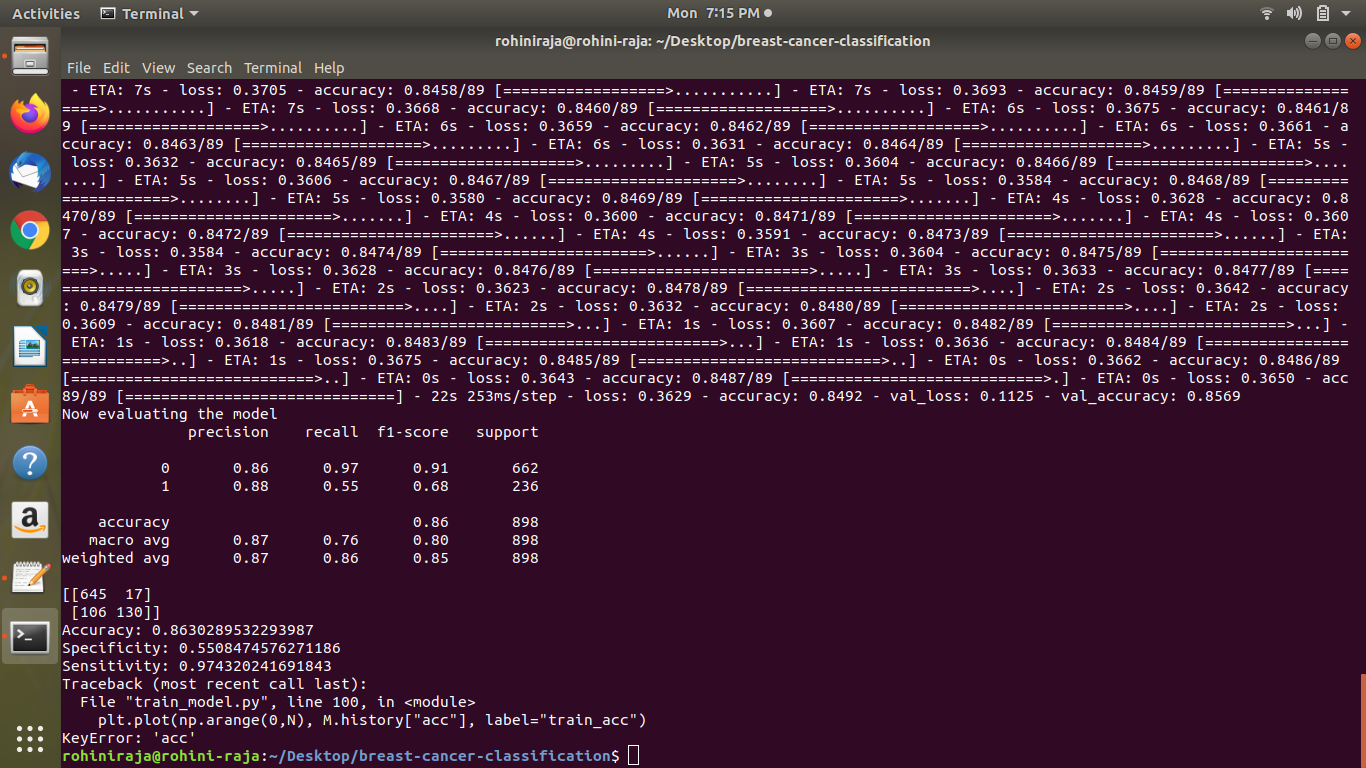 Activities Terminal Mon 7:15 PM
rohiniraja@rohini-raja: ~/Desktop/breast-cancer-classification
File Edit View Search Terminal Help
- ETA: 7s - loss: 0.3705 - accuracy: 0.8458/89 [==================>...........] - ETA: 7s - loss: 0.3693 - accuracy: 0.8459/89 [==============
====>...........] - ETA: 7s - loss: 0.3668 - accuracy: 0.8460/89 [===================>..........] - ETA: 6s - loss: 0.3675 - accuracy: 0.8461/8
9 [===================>..........] - ETA: 6s - loss: 0.3659 - accuracy: 0.8462/89 [===================>..........] - ETA: 6s - loss: 0.3661 - a
ccuracy: 0.8463/89 [====================>.........] - ETA: 6s - loss: 0.3631 - accuracy: 0.8464/89 [====================>.........] - ETA: 5s -
loss: 0.3632 - accuracy: 0.8465/89 [====================>.........] - ETA: 5s - loss: 0.3604 - accuracy: 0.8466/89 [=====================>....
....] - ETA: 5s - loss: 0.3606 - accuracy: 0.8467/89 [=====================>........] - ETA: 5s - loss: 0.3584 - accuracy: 0.8468/89 [=========
============>........] - ETA: 5s - loss: 0.3580 - accuracy: 0.8469/89 [======================>.......] - ETA: 4s - loss: 0.3628 - accuracy: 0.8
470/89 [======================>.......] - ETA: 4s - loss: 0.3600 - accuracy: 0.8471/89 [======================>.......] - ETA: 4s - loss: 0.360
7 - accuracy: 0.8472/89 [=======================>......] - ETA: 4s - loss: 0.3591 - accuracy: 0.8473/89 [=======================>......] - ETA:
3s - loss: 0.3584 - accuracy: 0.8474/89 [=======================>......] - ETA: 3s - loss: 0.3604 - accuracy: 0.8475/89 [=====================
===>.....] - ETA: 3s - loss: 0.3628 - accuracy: 0.8476/89 [========================>.....] - ETA: 3s - loss: 0.3633 - accuracy: 0.8477/89 [====
====================>.....] - ETA: 2s - loss: 0.3623 - accuracy: 0.8478/89 [=========================>....] - ETA: 2s - loss: 0.3642 - accuracy
: 0.8479/89 [=========================>....] - ETA: 2s - loss: 0.3632 - accuracy: 0.8480/89 [=========================>....] - ETA: 2s - loss:
0.3609 - accuracy: 0.8481/89 [==========================>...] - ETA: 1s - loss: 0.3607 - accuracy: 0.8482/89 [==========================>...] -
ETA: 1s - loss: 0.3618 - accuracy: 0.8483/89 [==========================>...] - ETA: 1s - loss: 0.3636 - accuracy: 0.8484/89 [================
===========>..] - ETA: 1s - loss: 0.3675 - accuracy: 0.8485/89 [===========================>..] - ETA: 0s - loss: 0.3662 - accuracy: 0.8486/89
[===========================>..] - ETA: 0s - loss: 0.3643 - accuracy: 0.8487/89 [============================>.] - ETA: 0s - loss: 0.3650 - acc
89/89 [==============================] - 22s 253ms/step - loss: 0.3629 - accuracy: 0.8492 - val_loss: 0.1125 - val_accuracy: 0.8569
Now evaluating the model
precision recall f1-score support
0 0.86 0.97 0.91 662
1 0.88 0.55 0.68 236
accuracy 0.86 898
macro avg 0.87 0.76 0.80 898
weighted avg 0.87 0.86 0.85 898
[[645 17]
[106 130]]
Accuracy: 0.8630289532293987
Specificity: 0.5508474576271186
Sensitivity: 0.974320241691843
Traceback (most recent call last):
File "train_model.py", line 100, in <module>
plt.plot(np.arange(0,N), M.history["acc"], label="train_acc")
KeyError: 'acc'
rohiniraja@rohini-raja:~/Desktop/breast-cancer-classification$